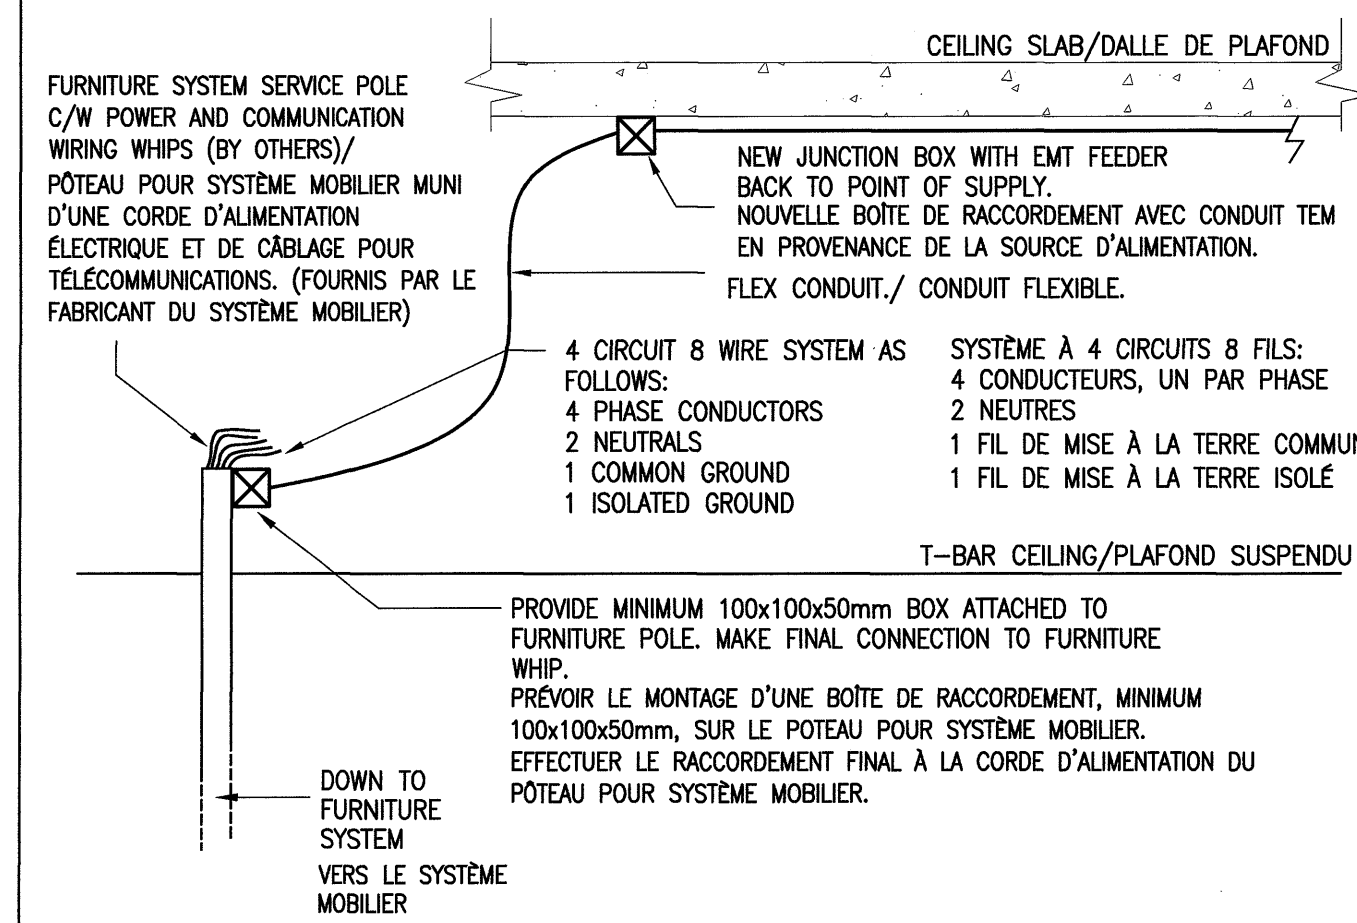 CEILING SLAB/DALLE DE PLAFOND
FURNITURE SYSTEM SERVICE POLE
C/W POWER AND COMMUNICATION
WIRING WHIPS (BY OTHERS)/
PÔTEAU POUR SYSTÈME MOBILIER MUNI
D'UNE CORDE D'ALIMENTATION
ÉLECTRIQUE ET DE CÂBLAGE POUR
TÉLÉCOMMUNICATIONS. (FOURNIS PAR LE
FABRICANT DU SYSTÈME MOBILIER)
NEW JUNCTION BOX WITH EMT FEEDER
BACK TO POINT OF SUPPLY.
NOUVELLE BOÎTE DE RACCORDEMENT AVEC CONDUIT TEM
EN PROVENANCE DE LA SOURCE D'ALIMENTATION.
FLEX CONDUIT./ CONDUIT FLEXIBLE.
4 CIRCUIT 8 WIRE SYSTEM AS
FOLLOWS:
4 PHASE CONDUCTORS
2 NEUTRALS
1 COMMON GROUND
1 ISOLATED GROUND
SYSTÈME À 4 CIRCUITS 8 FILS:
4 CONDUCTEURS, UN PAR PHASE
2 NEUTRES
1 FIL DE MISE À LA TERRE COMMUN
1 FIL DE MISE À LA TERRE ISOLÉ
T-BAR CEILING/PLAFOND SUSPENDU
PROVIDE MINIMUM 100x100x50mm BOX ATTACHED TO
FURNITURE POLE. MAKE FINAL CONNECTION TO FURNITURE
WHIP.
PRÉVOIR LE MONTAGE D'UNE BOÎTE DE RACCORDEMENT, MINIMUM
100x100x50mm, SUR LE POTEAU POUR SYSTÈME MOBILIER.
EFFECTUER LE RACCORDEMENT FINAL À LA CORDE D'ALIMENTATION DU
PÔTEAU POUR SYSTÈME MOBILIER.
DOWN TO
FURNITURE
SYSTEM
VERS LE SYSTÈME
MOBILIER